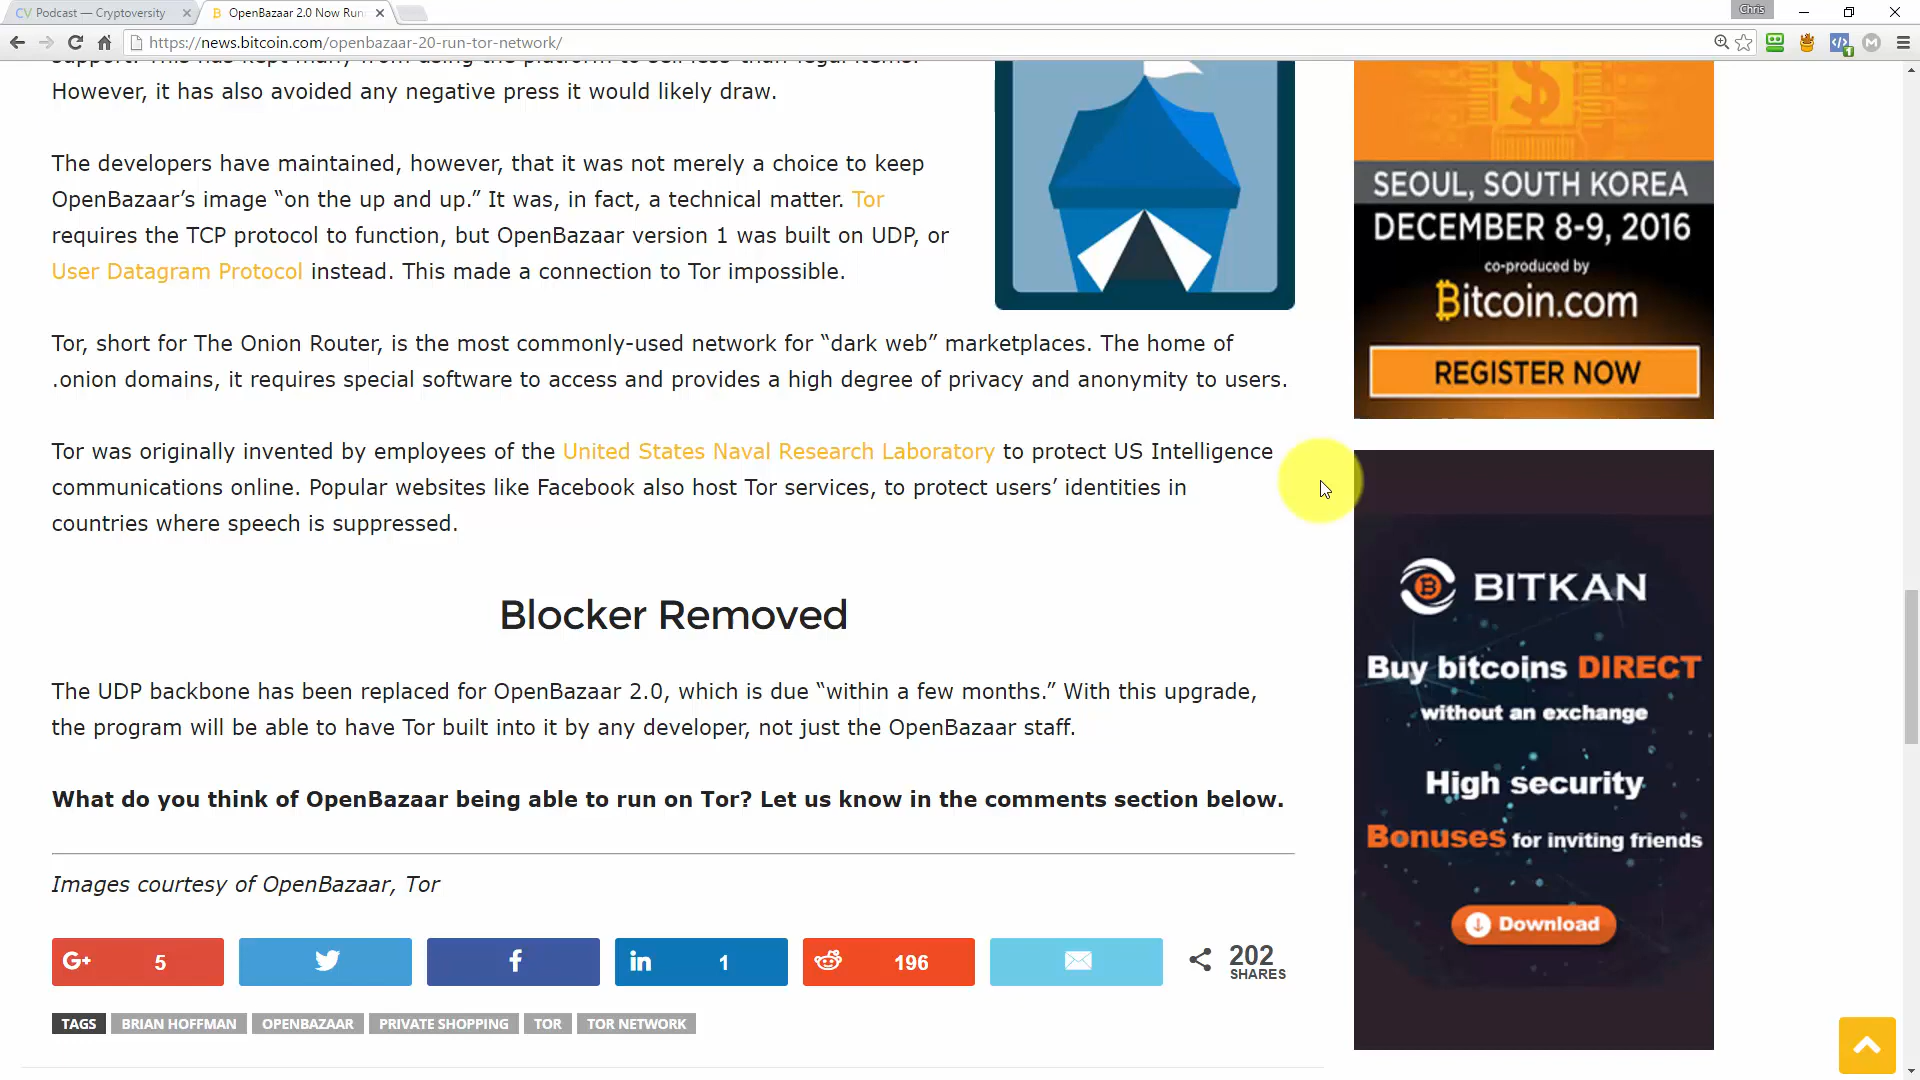 CV Podcast — Cryptoversity
OpenBazaar 2.0 Now Run
Chris
https://news.bitcoin.com/openbazaar-20-run-tor-network/
However, it has also avoided any negative press it would likely draw.
The developers have maintained, however, that it was not merely a choice to keep
OpenBazaar’s image “on the up and up.” It was, in fact, a technical matter. Tor
requires the TCP protocol to function, but OpenBazaar version 1 was built on UDP, or
User Datagram Protocol instead. This made a connection to Tor impossible.
Tor, short for The Onion Router, is the most commonly-used network for “dark web” marketplaces. The home of
.onion domains, it requires special software to access and provides a high degree of privacy and anonymity to users.
Tor was originally invented by employees of the United States Naval Research Laboratory to protect US Intelligence
communications online. Popular websites like Facebook also host Tor services, to protect users’ identities in
countries where speech is suppressed.
Blocker Removed
The UDP backbone has been replaced for OpenBazaar 2.0, which is due “within a few months.” With this upgrade,
the program will be able to have Tor built into it by any developer, not just the OpenBazaar staff.
What do you think of OpenBazaar being able to run on Tor? Let us know in the comments section below.
Images courtesy of OpenBazaar, Tor
G+ 5
in 1
196
202
SHARES
TAGS BRIAN HOFFMAN OPENBAZAAR PRIVATE SHOPPING TOR TOR NETWORK
SEOUL, SOUTH KOREA
DECEMBER 8-9, 2016
co-produced by
Bitcoin.com
REGISTER NOW
BITKAN
Buy bitcoins DIRECT
without an exchange
High security
Bonuses for inviting friends
Download